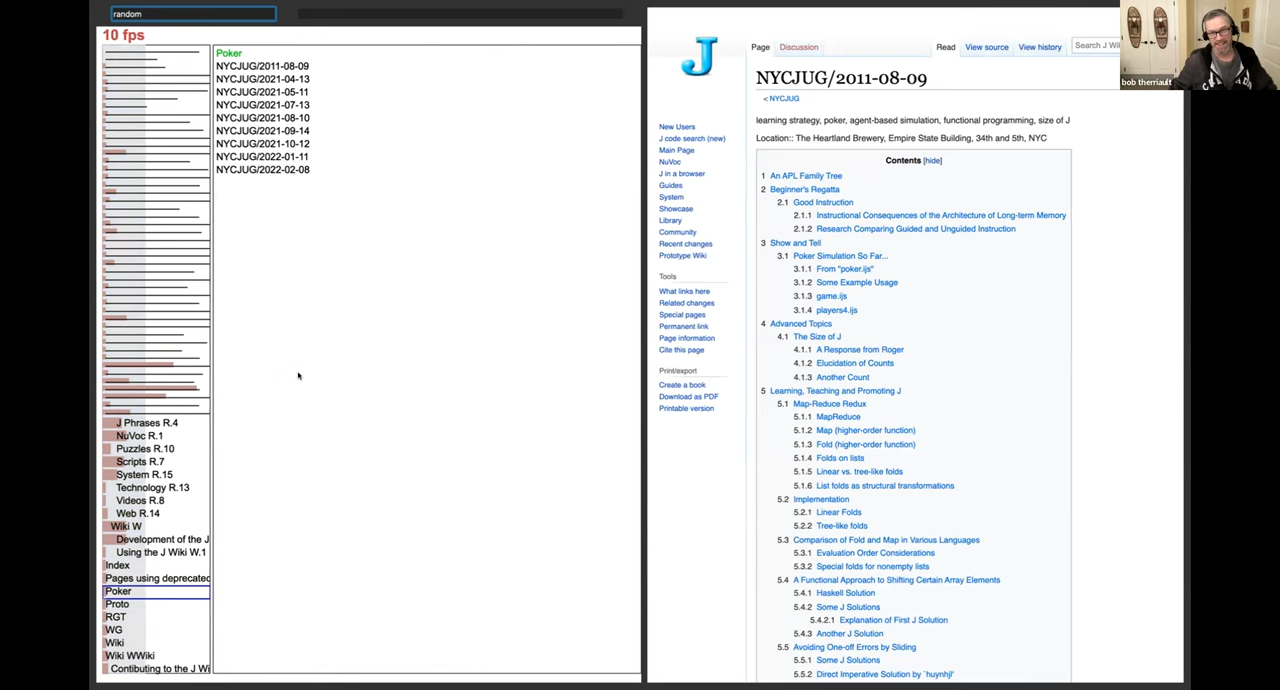 random
10 fps
J Phrases R.4
NuVoc R.1
Puzzles R.10
Scripts R.7
System R.15
Technology R.13
Videos R.8
Web R.14
Wiki W
Development of the J
Using the J Wiki W.1
Index
Pages using deprecated
Poker
Proto
RGT
WG
Wiki
Wiki WWiki
Contibuting to the J Wi
Poker
NYCJUG/2011-08-09
NYCJUG/2021-04-13
NYCJUG/2021-05-11
NYCJUG/2021-07-13
NYCJUG/2021-08-10
NYCJUG/2021-09-14
NYCJUG/2021-10-12
NYCJUG/2022-01-11
NYCJUG/2022-02-08
J
New Users
J code search (new)
Main Page
NuVoc
J in a browser
Guides
System
Showcase
Library
Community
Recent changes
Prototype Wiki
Tools
What links here
Related changes
Special pages
Permanent link
Page information
Cite this page
Print/export
Create a book
Download as PDF
Printable version
Page Discussion Read View source View history Search J Wi
NYCJUG/2011-08-09
< NYCJUG
learning strategy, poker, agent-based simulation, functional programming, size of J
Location:: The Heartland Brewery, Empire State Building, 34th and 5th, NYC
Contents [hide]
1 An APL Family Tree
2 Beginner's Regatta
2.1 Good Instruction
2.1.1 Instructional Consequences of the Architecture of Long-term Memory
2.1.2 Research Comparing Guided and Unguided Instruction
3 Show and Tell
3.1 Poker Simulation So Far...
3.1.1 From "poker.ijs"
3.1.2 Some Example Usage
3.1.3 game.ijs
3.1.4 players4.ijs
4 Advanced Topics
4.1 The Size of J
4.1.1 A Response from Roger
4.1.2 Elucidation of Counts
4.1.3 Another Count
5 Learning, Teaching and Promoting J
5.1 Map-Reduce Redux
5.1.1 MapReduce
5.1.2 Map (higher-order function)
5.1.3 Fold (higher-order function)
5.1.4 Folds on lists
5.1.5 Linear vs. tree-like folds
5.1.6 List folds as structural transformations
5.2 Implementation
5.2.1 Linear Folds
5.2.2 Tree-like folds
5.3 Comparison of Fold and Map in Various Languages
5.3.1 Evaluation Order Considerations
5.3.2 Special folds for nonempty lists
5.4 A Functional Approach to Shifting Certain Array Elements
5.4.1 Haskell Solution
5.4.2 Some J Solutions
5.4.2.1 Explanation of First J Solution
5.4.3 Another J Solution
5.5 Avoiding One-off Errors by Sliding
5.5.1 Some J Solutions
5.5.2 Direct Imperative Solution by `huynhjl'
bob therriault